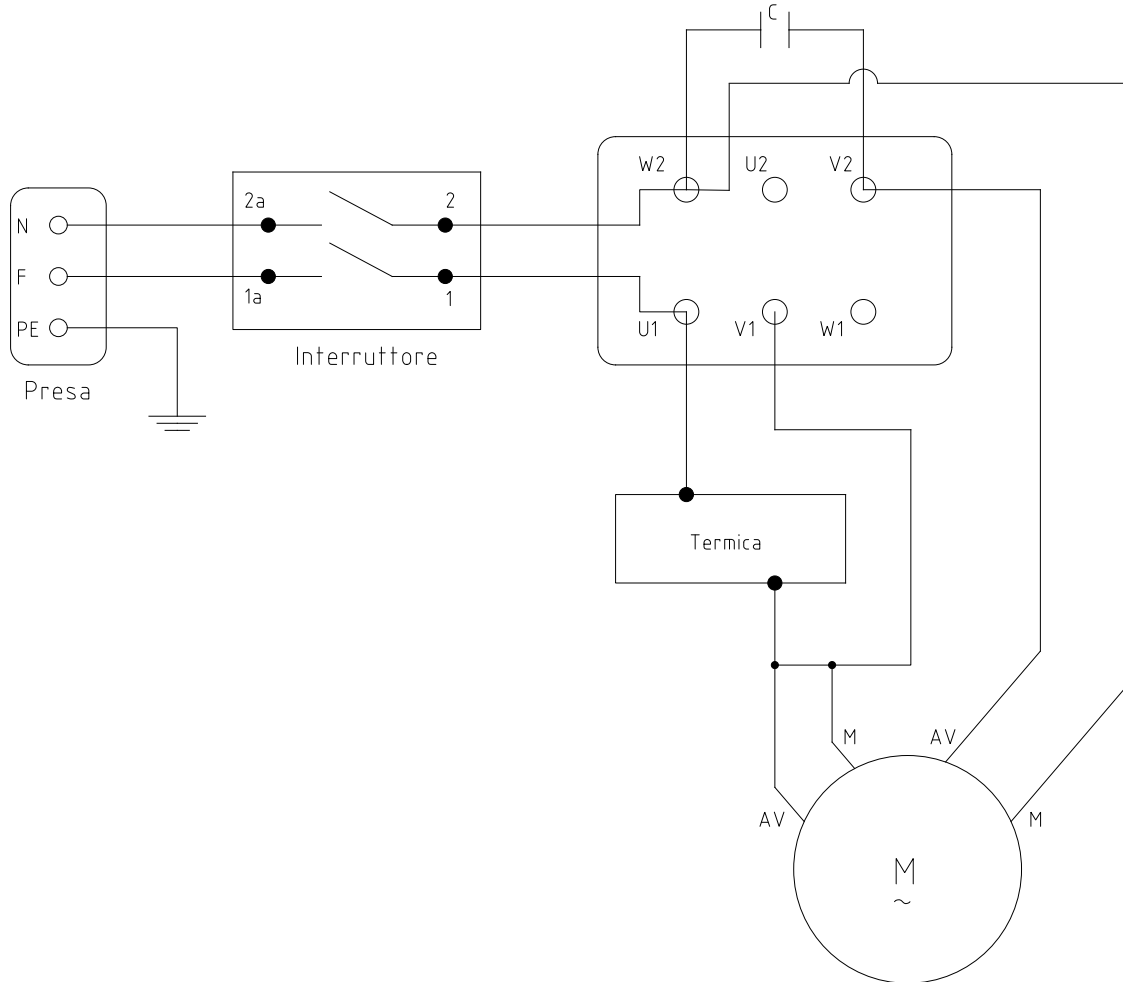 C
W2 U2 V2
N 2a 2
F
1a 1
PE U1 V1 W1
Interruttore
Presa
Termica
M AV
AV M
M
~